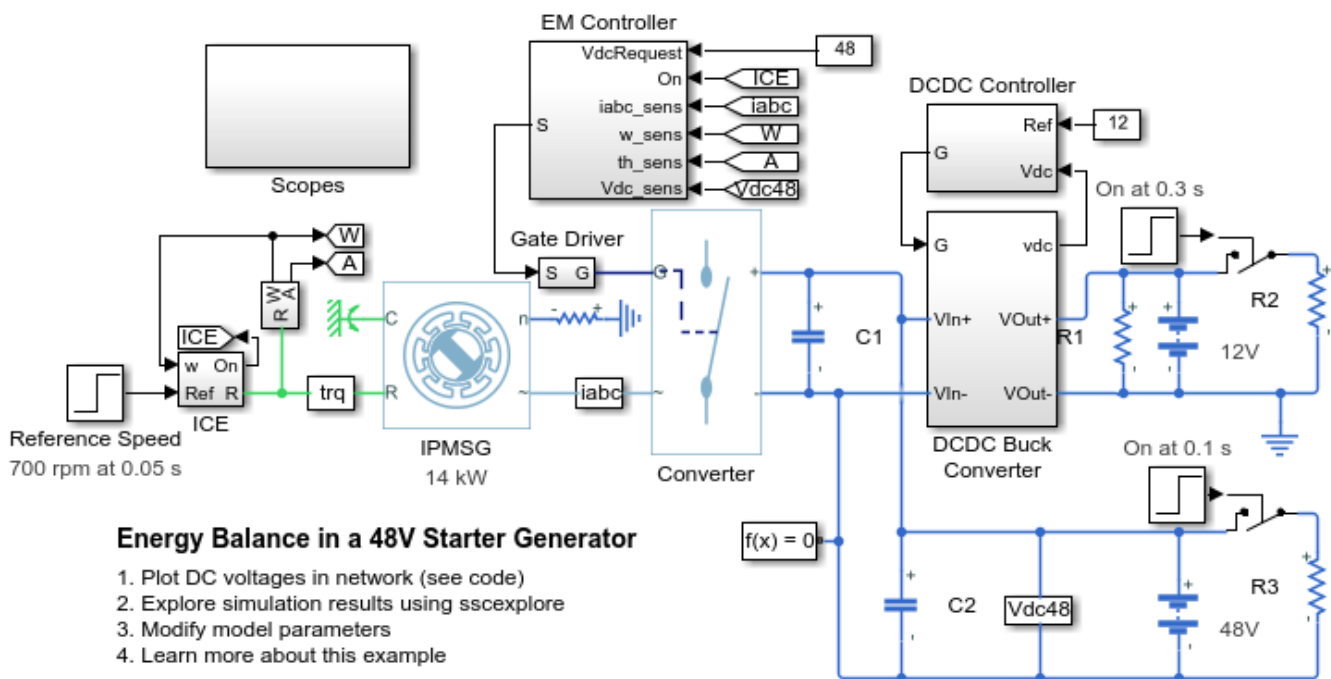 EM Controller
VdcRequest
48
On
ICE
iabc_sens
iabc
S
w_sens
W
th_sens
A
Vdc_sens
Vdc48
Scopes
DCDC Controller
Ref
12
G
Vdc
On at 0.3 s
W
A
R W
A
Gate Driver
S G
G
+
-
~
G
vdc
VIn+
VOut+
VIn-
VOut-
DCDC Buck
Converter
R1
+
-
12V
R2
+
-
C1
+
-
ICE
w On
Ref R
ICE
trq
Reference Speed
700 rpm at 0.05 s
C
n
R
~
IPMSG
14 kW
- +
iabc
Converter
On at 0.1 s
Energy Balance in a 48V Starter Generator
1. Plot DC voltages in network (see code)
2. Explore simulation results using sscexplore
3. Modify model parameters
4. Learn more about this example
f(x) = 0
+
-
C2
Vdc48
+
-
48V
R3
+
-